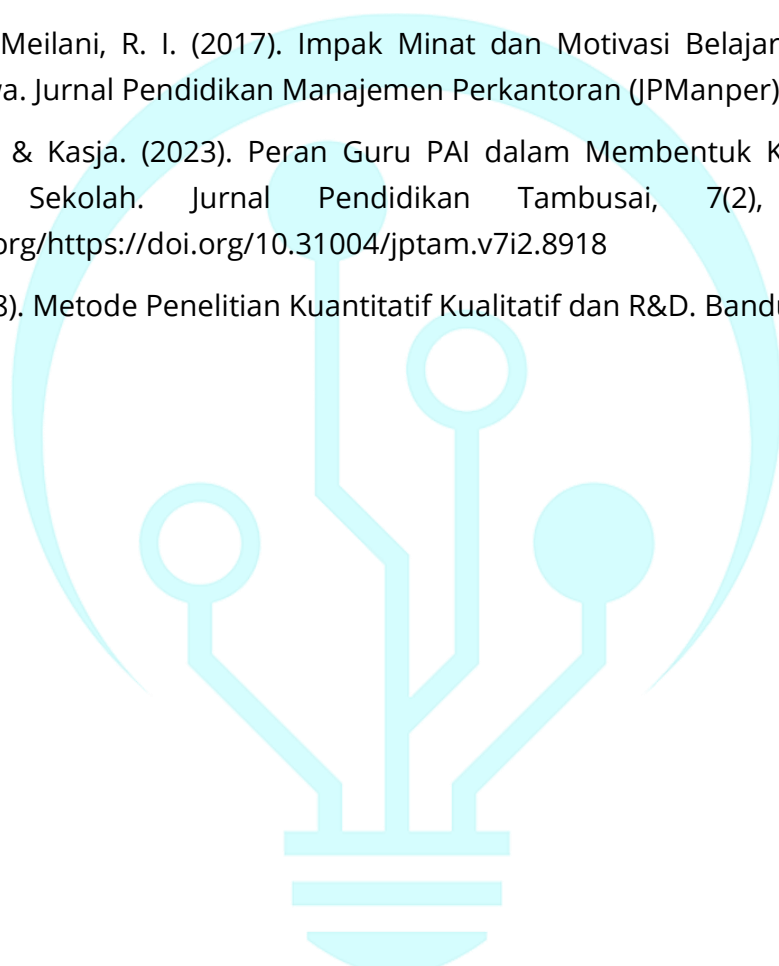 Meilani, R. I. (2017). Impak Minat dan Motivasi Belajar
a. Jurnal Pendidikan Manajemen Perkantoran (JPManper)
& Kasja. (2023). Peran Guru PAI dalam Membentuk K
Sekolah. Jurnal Pendidikan Tambusai, 7(2),
org/https://doi.org/10.31004/jptam.v7i2.8918
8). Metode Penelitian Kuantitatif Kualitatif dan R&D. Band